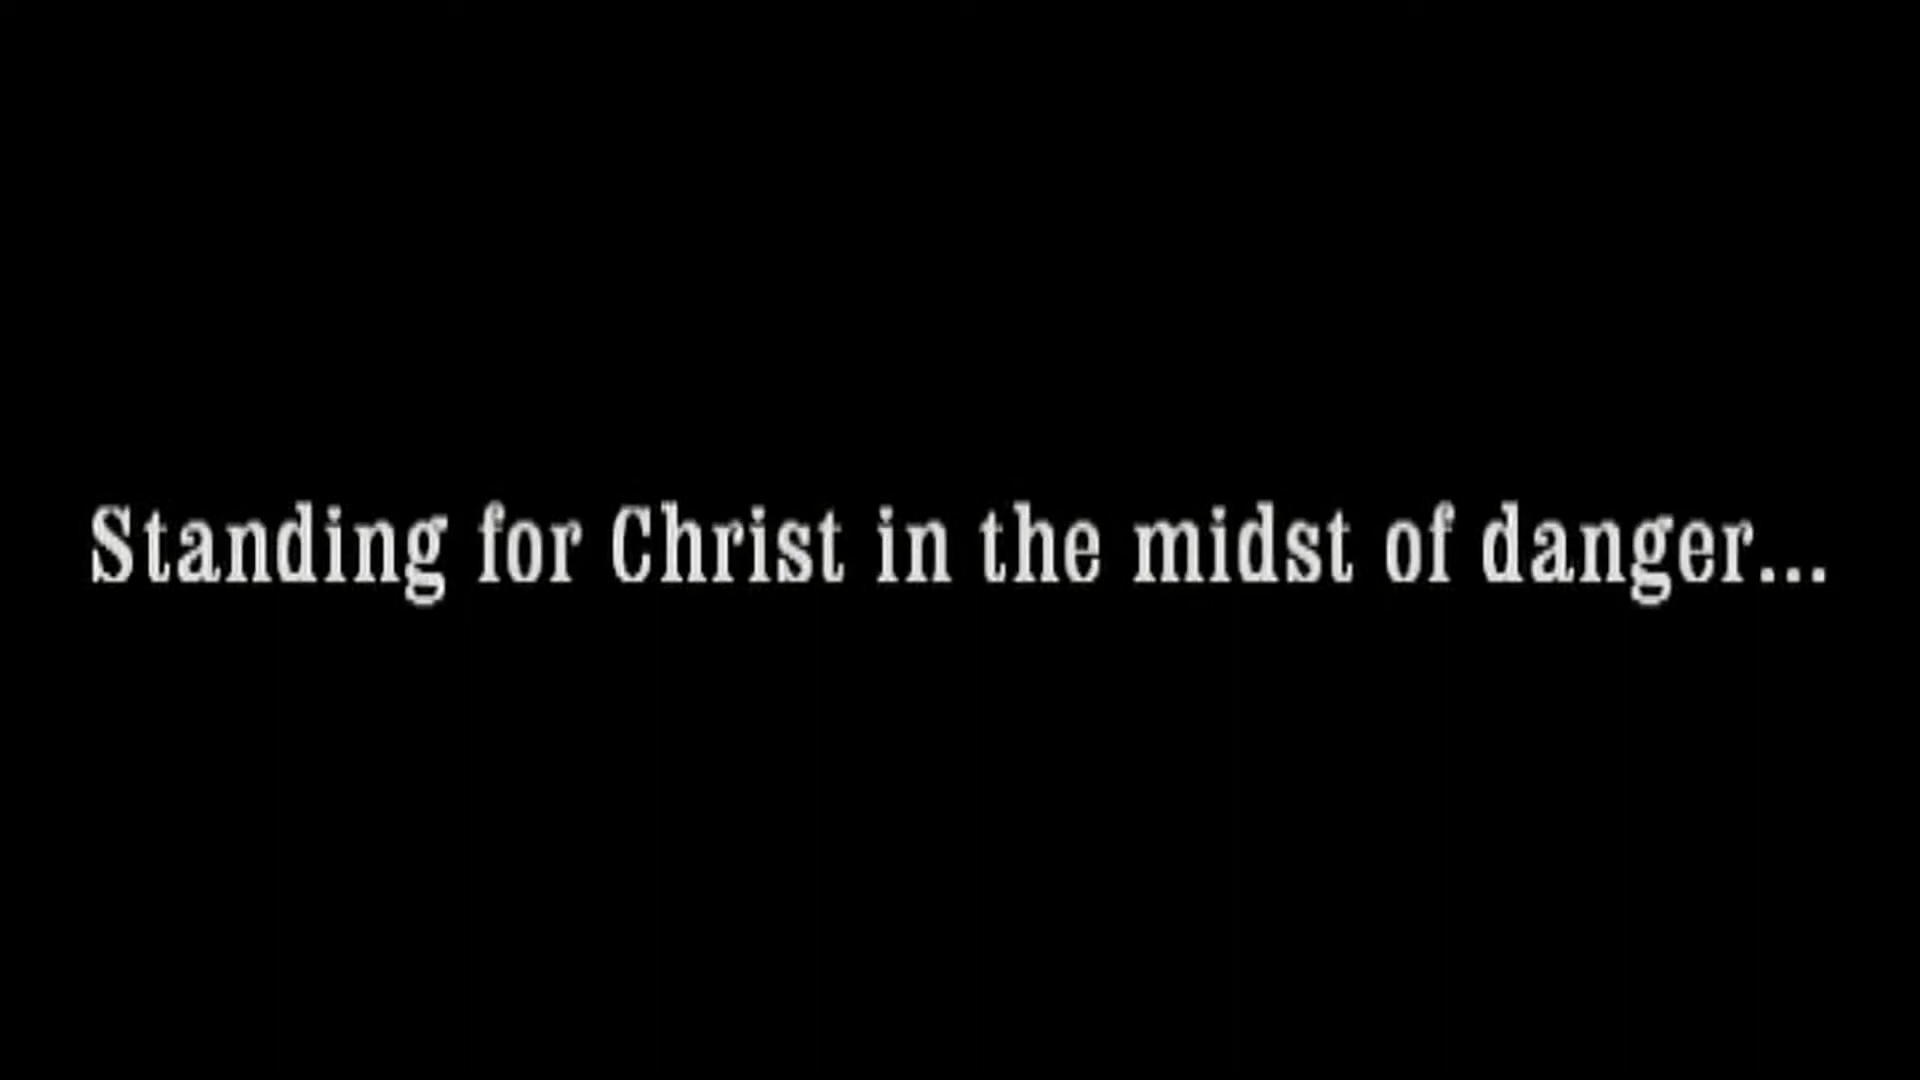 Standing for Christ in the midst of danger...